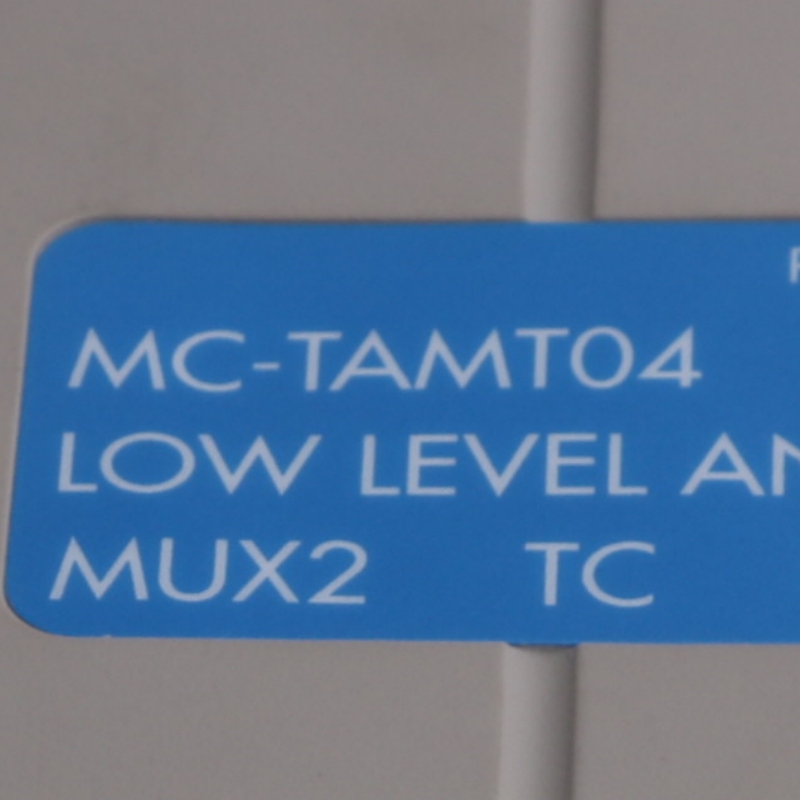 MC-TAMT04
LOW LEVEL AN
MUX2 TC